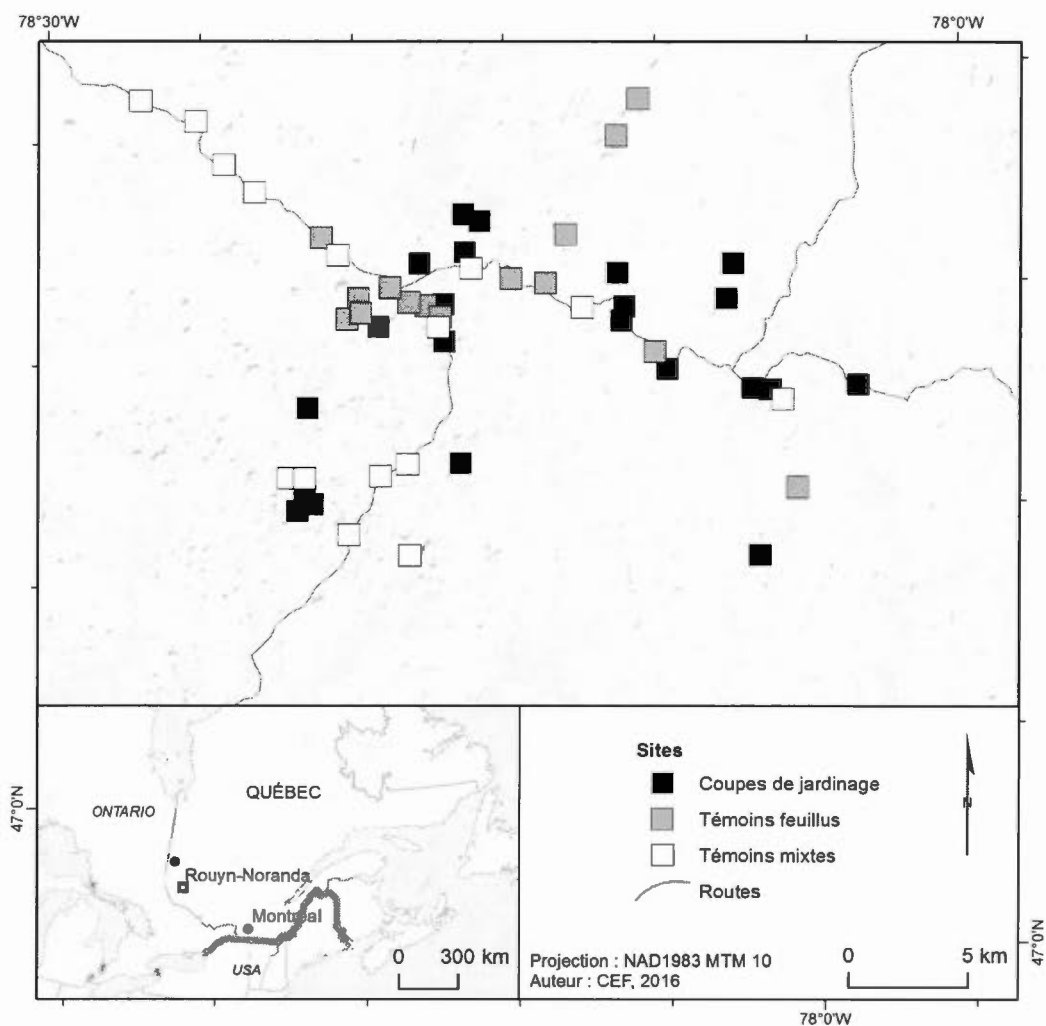 78°30'W
78°0'W
47°0'N
ONTARIO
QUÉBEC
Rouyn-Noranda
Montréal
USA
0 300 km
Sites
Coupes de jardinage
Témoins feuillus
Témoins mixtes
Routes
Projection : NAD1983 MTM 10
Auteur : CEF, 2016
0 5 km
47°0'N
78°0'W